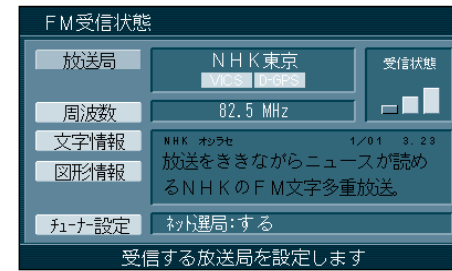 FM受信状態
放送局
NHK東京
VICS D-GPS
受信状態
周波数
82.5 MHz
文字情報
NHK ｵｼﾗｾ 1/01 3.23
図形情報
放送をききながらニュースが読め
るNHKのFM文字多重放送。
ﾁｭｰﾅｰ設定
ﾈｯﾄ選局:する
受信する放送局を設定します